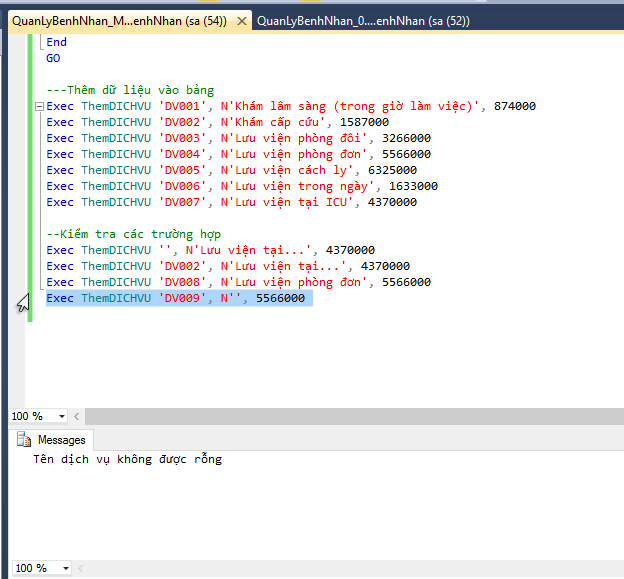 QuanLyBenhNhan_M...enhNhan (sa (54)) QuanLyBenhNhan_0....enhNhan (sa (52))
End
GO
---Thêm dữ liệu vào bảng
Exec ThemDICHVU 'DV001', N'Khám lâm sàng (trong giờ làm việc)', 874000
Exec ThemDICHVU 'DV002', N'Khám cấp cứu', 1587000
Exec ThemDICHVU 'DV003', N'Lưu viện phòng đôi', 3266000
Exec ThemDICHVU 'DV004', N'Lưu viện phòng đơn', 5566000
Exec ThemDICHVU 'DV005', N'Lưu viện cách ly', 6325000
Exec ThemDICHVU 'DV006', N'Lưu viện trong ngày', 1633000
Exec ThemDICHVU 'DV007', N'Lưu viện tại ICU', 4370000
--Kiểm tra các trường hợp
Exec ThemDICHVU '', N'Lưu viện tại...', 4370000
Exec ThemDICHVU 'DV002', N'Lưu viện tại...', 4370000
Exec ThemDICHVU 'DV008', N'Lưu viện phòng đơn', 5566000
Exec ThemDICHVU 'DV009', N'', 5566000
100 %
Messages
Tên dịch vụ không được rỗng
100 %